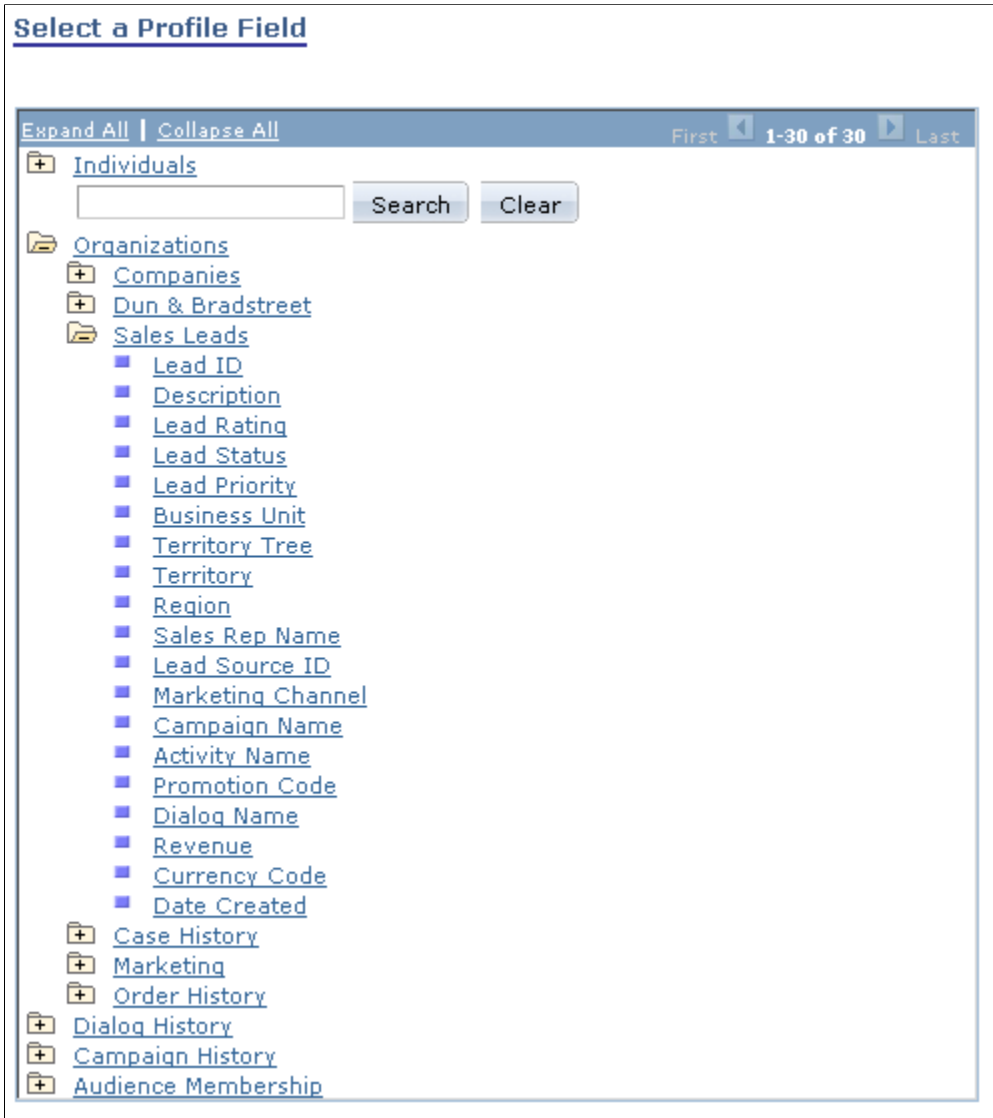 Select a Profile Field
Expand All | Collapse All First 1-30 of 30 Last
Individuals
Search Clear
Organizations
Companies
Dun & Bradstreet
Sales Leads
Lead ID
Description
Lead Rating
Lead Status
Lead Priority
Business Unit
Territory Tree
Territory
Region
Sales Rep Name
Lead Source ID
Marketing Channel
Campaign Name
Activity Name
Promotion Code
Dialog Name
Revenue
Currency Code
Date Created
Case History
Marketing
Order History
Dialog History
Campaign History
Audience Membership